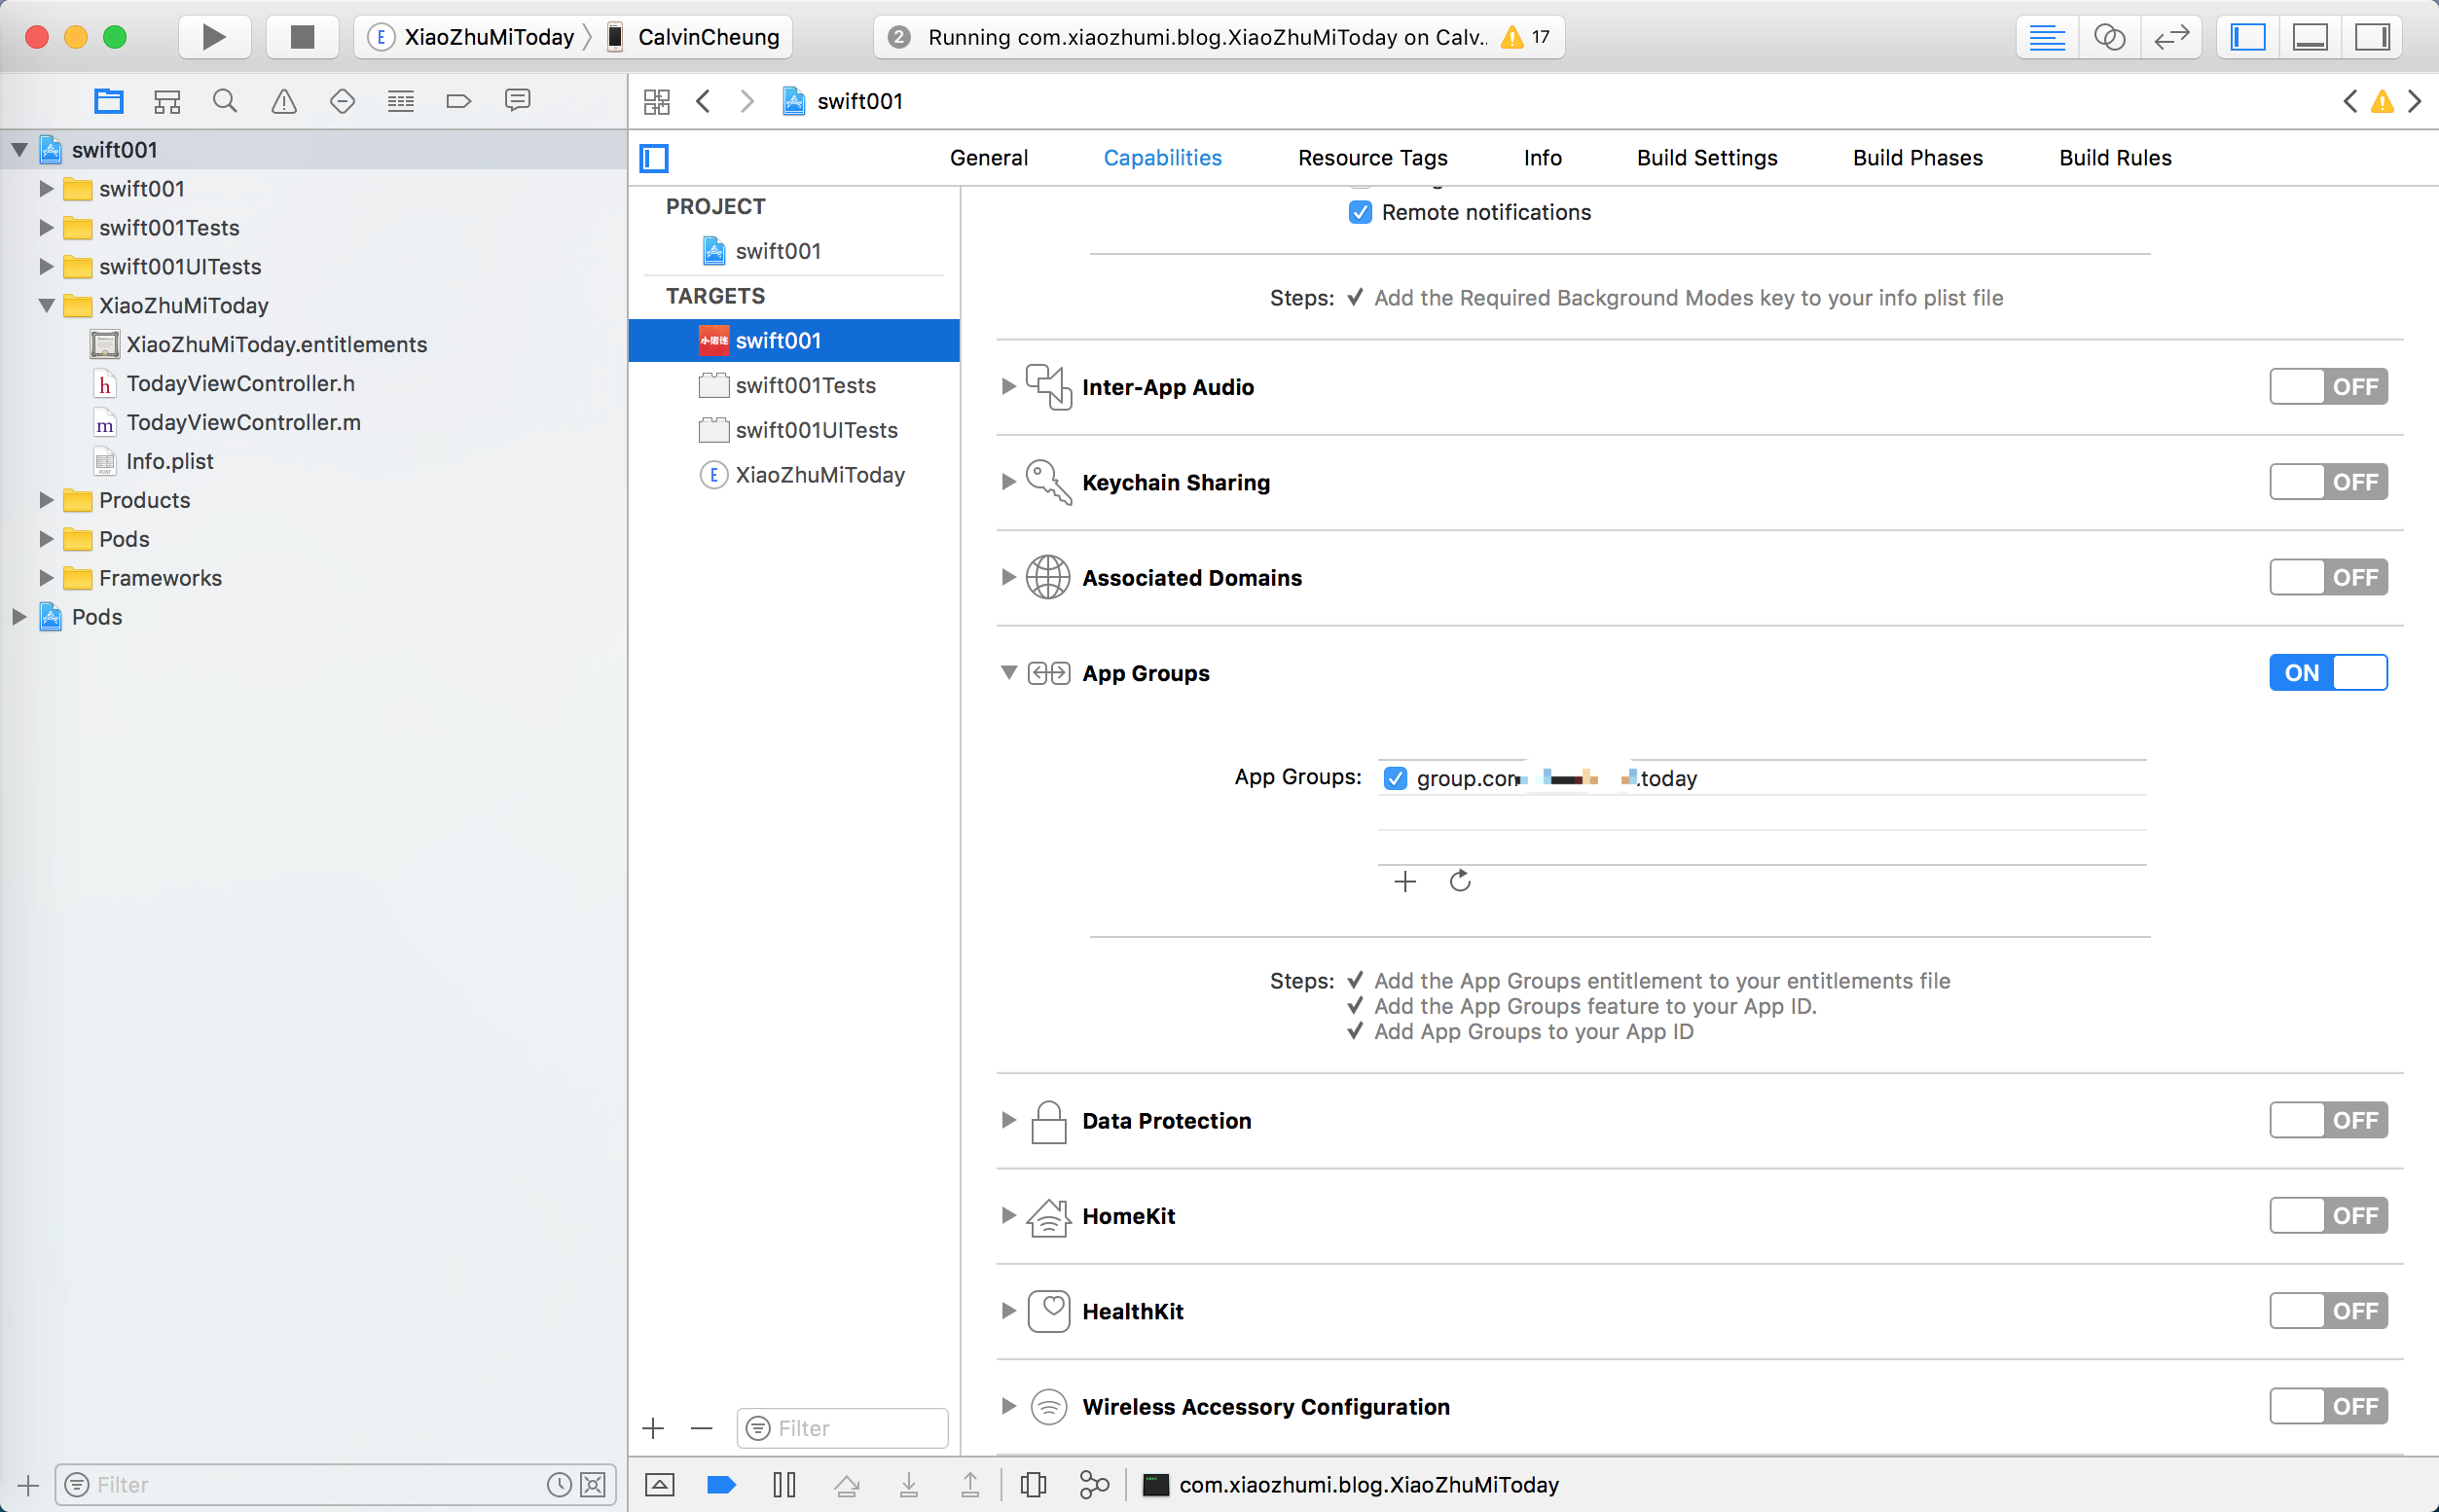 XiaoZhuMiToday
CalvinCheung
2 Running com.xiaozhumi.blog.XiaoZhuMiToday on Calv... 17
swift001
General Capabilities Resource Tags Info Build Settings Build Phases Build Rules
swift001
swift001
swift001Tests
swift001UITests
XiaoZhuMiToday
XiaoZhuMiToday.entitlements
TodayViewController.h
TodayViewController.m
Info.plist
Products
Pods
Frameworks
Pods
Filter
PROJECT
swift001
TARGETS
swift001
swift001Tests
swift001UITests
XiaoZhuMiToday
Filter
Remote notifications
Steps: ✓ Add the Required Background Modes key to your info plist file
Inter-App Audio OFF
Keychain Sharing OFF
Associated Domains OFF
App Groups ON
App Groups: group.com .today
Steps: ✓ Add the App Groups entitlement to your entitlements file
✓ Add the App Groups feature to your App ID.
✓ Add App Groups to your App ID
Data Protection OFF
HomeKit OFF
HealthKit OFF
Wireless Accessory Configuration OFF
com.xiaozhumi.blog.XiaoZhuMiToday